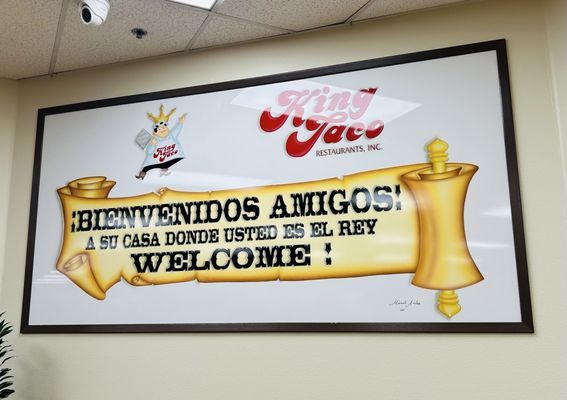 King
Taco
King
Taco
RESTAURANTS, INC.
¡BIENVENIDOS AMIGOS!
A SU CASA DONDE USTED ES EL REY
WELCOME !